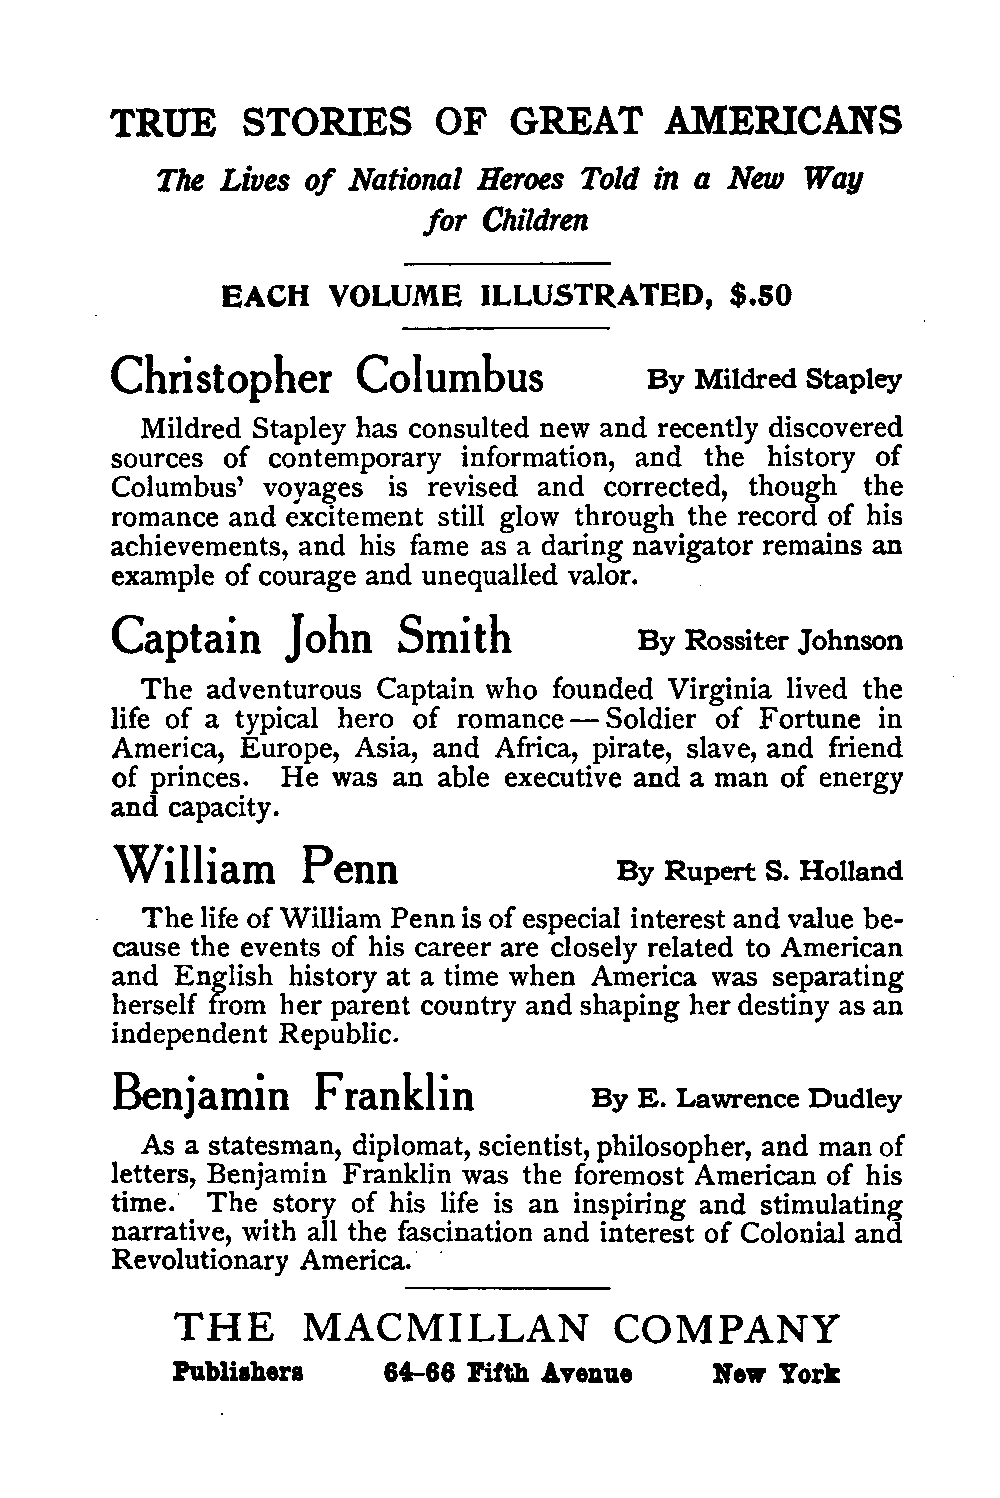 TRUE STORIES OF GREAT AMERICANS
The Lives of National Heroes Told in a New Way
for Children
EACH VOLUME ILLUSTRATED, $.50
Christopher Columbus By Mildred Stapley
Mildred Stapley has consulted new and recently discovered
sources of contemporary information, and the history of
Columbus' voyages is revised and corrected, though the
romance and excitement still glow through the record of his
achievements, and his fame as a daring navigator remains an
example of courage and unequalled valor.
Captain John Smith By Rossiter Johnson
The adventurous Captain who founded Virginia lived the
life of a typical hero of romance — Soldier of Fortune in
America, Europe, Asia, and Africa, pirate, slave, and friend
of princes. He was an able executive and a man of energy
and capacity.
William Penn By Rupert S. Holland
The life of William Penn is of especial interest and value be-
cause the events of his career are closely related to American
and English history at a time when America was separating
herself from her parent country and shaping her destiny as an
independent Republic.
Benjamin Franklin By E. Lawrence Dudley
As a statesman, diplomat, scientist, philosopher, and man of
letters, Benjamin Franklin was the foremost American of his
time. The story of his life is an inspiring and stimulating
narrative, with all the fascination and interest of Colonial and
Revolutionary America.
THE MACMILLAN COMPANY
Publishers 64-66 Fifth Avenue New York